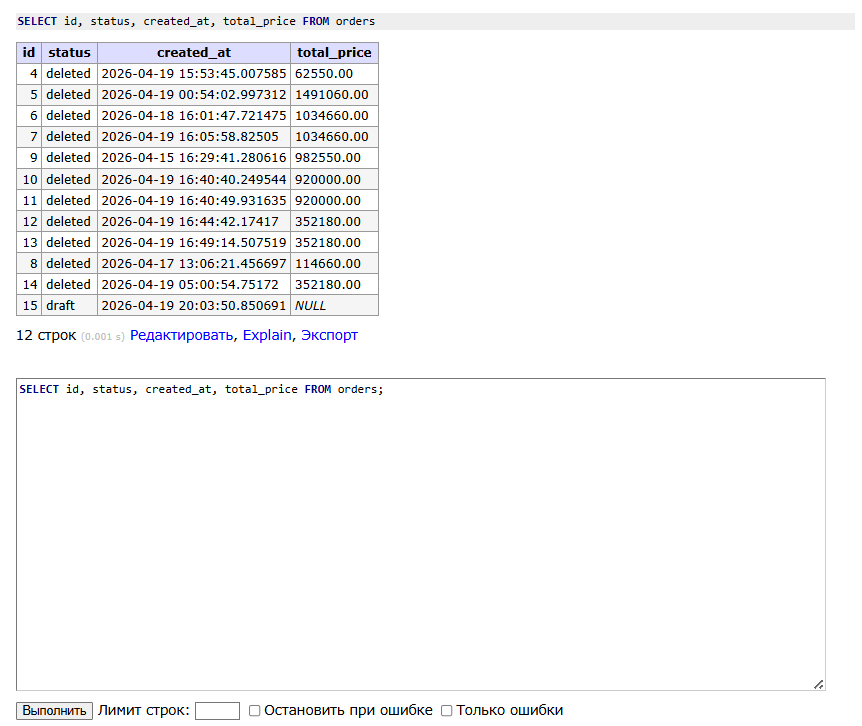 SELECT id, status, created_at, total_price FROM orders
id status created_at total_price
4 deleted 2026-04-19 15:53:45.007585 62550.00
5 deleted 2026-04-19 00:54:02.997312 1491060.00
6 deleted 2026-04-18 16:01:47.721475 1034660.00
7 deleted 2026-04-19 16:05:58.82505 1034660.00
9 deleted 2026-04-15 16:29:41.280616 982550.00
10 deleted 2026-04-19 16:40:40.249544 920000.00
11 deleted 2026-04-19 16:40:49.931635 920000.00
12 deleted 2026-04-19 16:44:42.17417 352180.00
13 deleted 2026-04-19 16:49:14.507519 352180.00
8 deleted 2026-04-17 13:06:21.456697 114660.00
14 deleted 2026-04-19 05:00:54.75172 352180.00
15 draft 2026-04-19 20:03:50.850691 NULL
12 строк (0.001 s) Редактировать, Explain, Экспорт
SELECT id, status, created_at, total_price FROM orders;
Выполнить Лимит строк: Остановить при ошибке Только ошибки